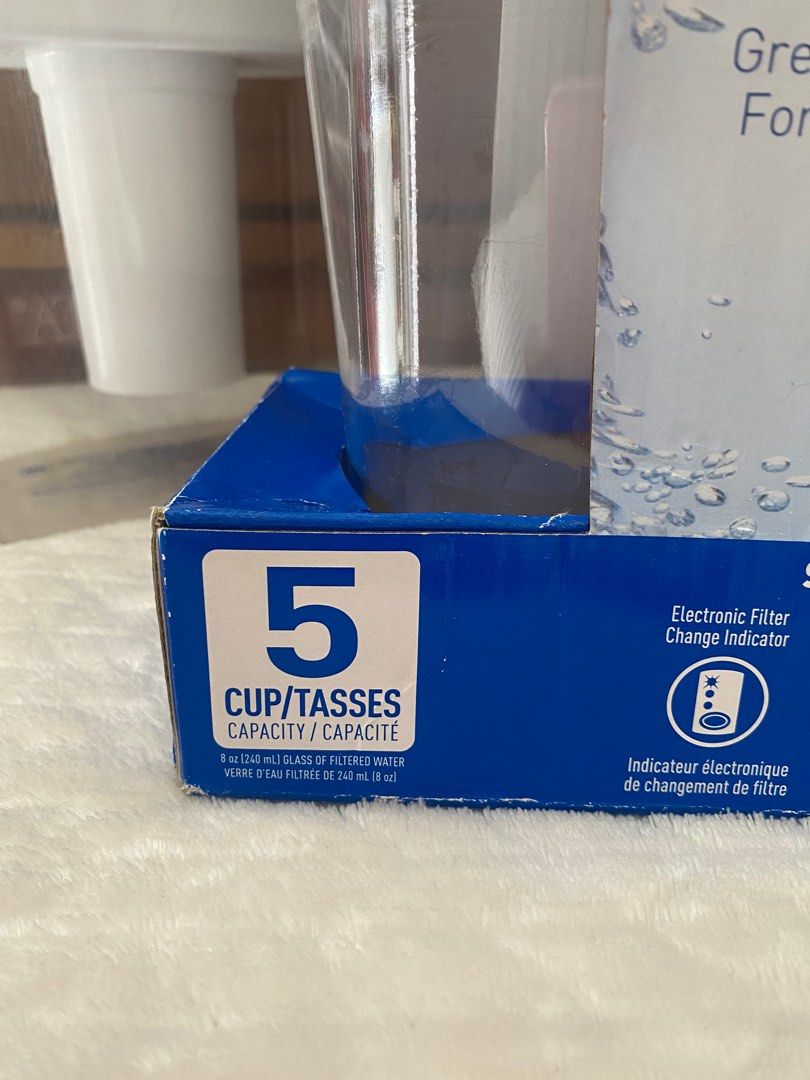 5
CUP/TASSES
CAPACITY / CAPACITÉ
8 oz (240 mL) GLASS OF FILTERED WATER
VERRE D'EAU FILTRÉE DE 240 mL (8 oz)
Gre
For
Electronic Filter
Change Indicator
Indicateur électronique
de changement de filtre